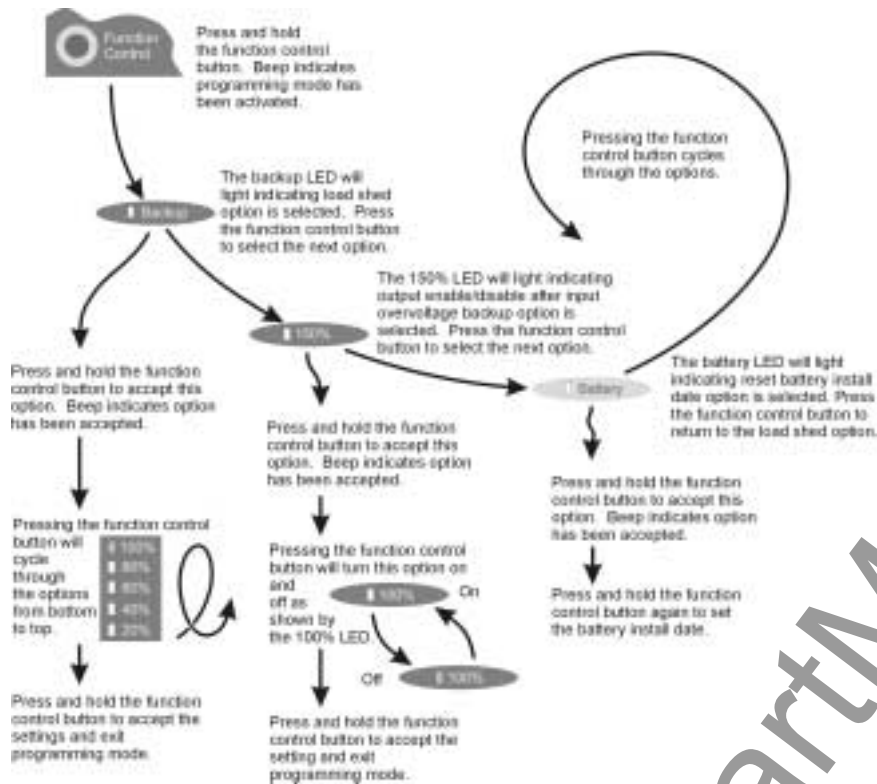 Function
Control
Press and hold
the function control
button. Beep indicates
programming mode has
been activated.
Pressing the function
control button cycles
through the options.
The backup LED will
light indicating load shed
option is selected. Press
the function control button
to select the next option.
Backup
The 150% LED will light indicating
output enable/disable after input
overvoltage backup option is
selected. Press the function control
button to select the next option.
150%
The battery LED will light
indicating reset battery install
date option is selected. Press
the function control button to
return to the load shed option.
Battery
Press and hold the function
control button to accept this
option. Beep indicates option
has been accepted.
Pressing the function control
button will
cycle
through
the options
from bottom
to top.
100%
80%
60%
40%
20%
Press and hold the function
control button to accept the
settings and exit
programming mode.
Press and hold the function
control button to accept this
option. Beep indicates option
has been accepted.
Pressing the function control
button will turn this option on
and
off as
shown by
the 100% LED.
100%
On
Off
100%
Press and hold the function
control button to accept the
setting and exit
programming mode.
Press and hold the function
control button to accept this
option. Beep indicates option
has been accepted.
Press and hold the function
control button again to set
the battery install date.
artM